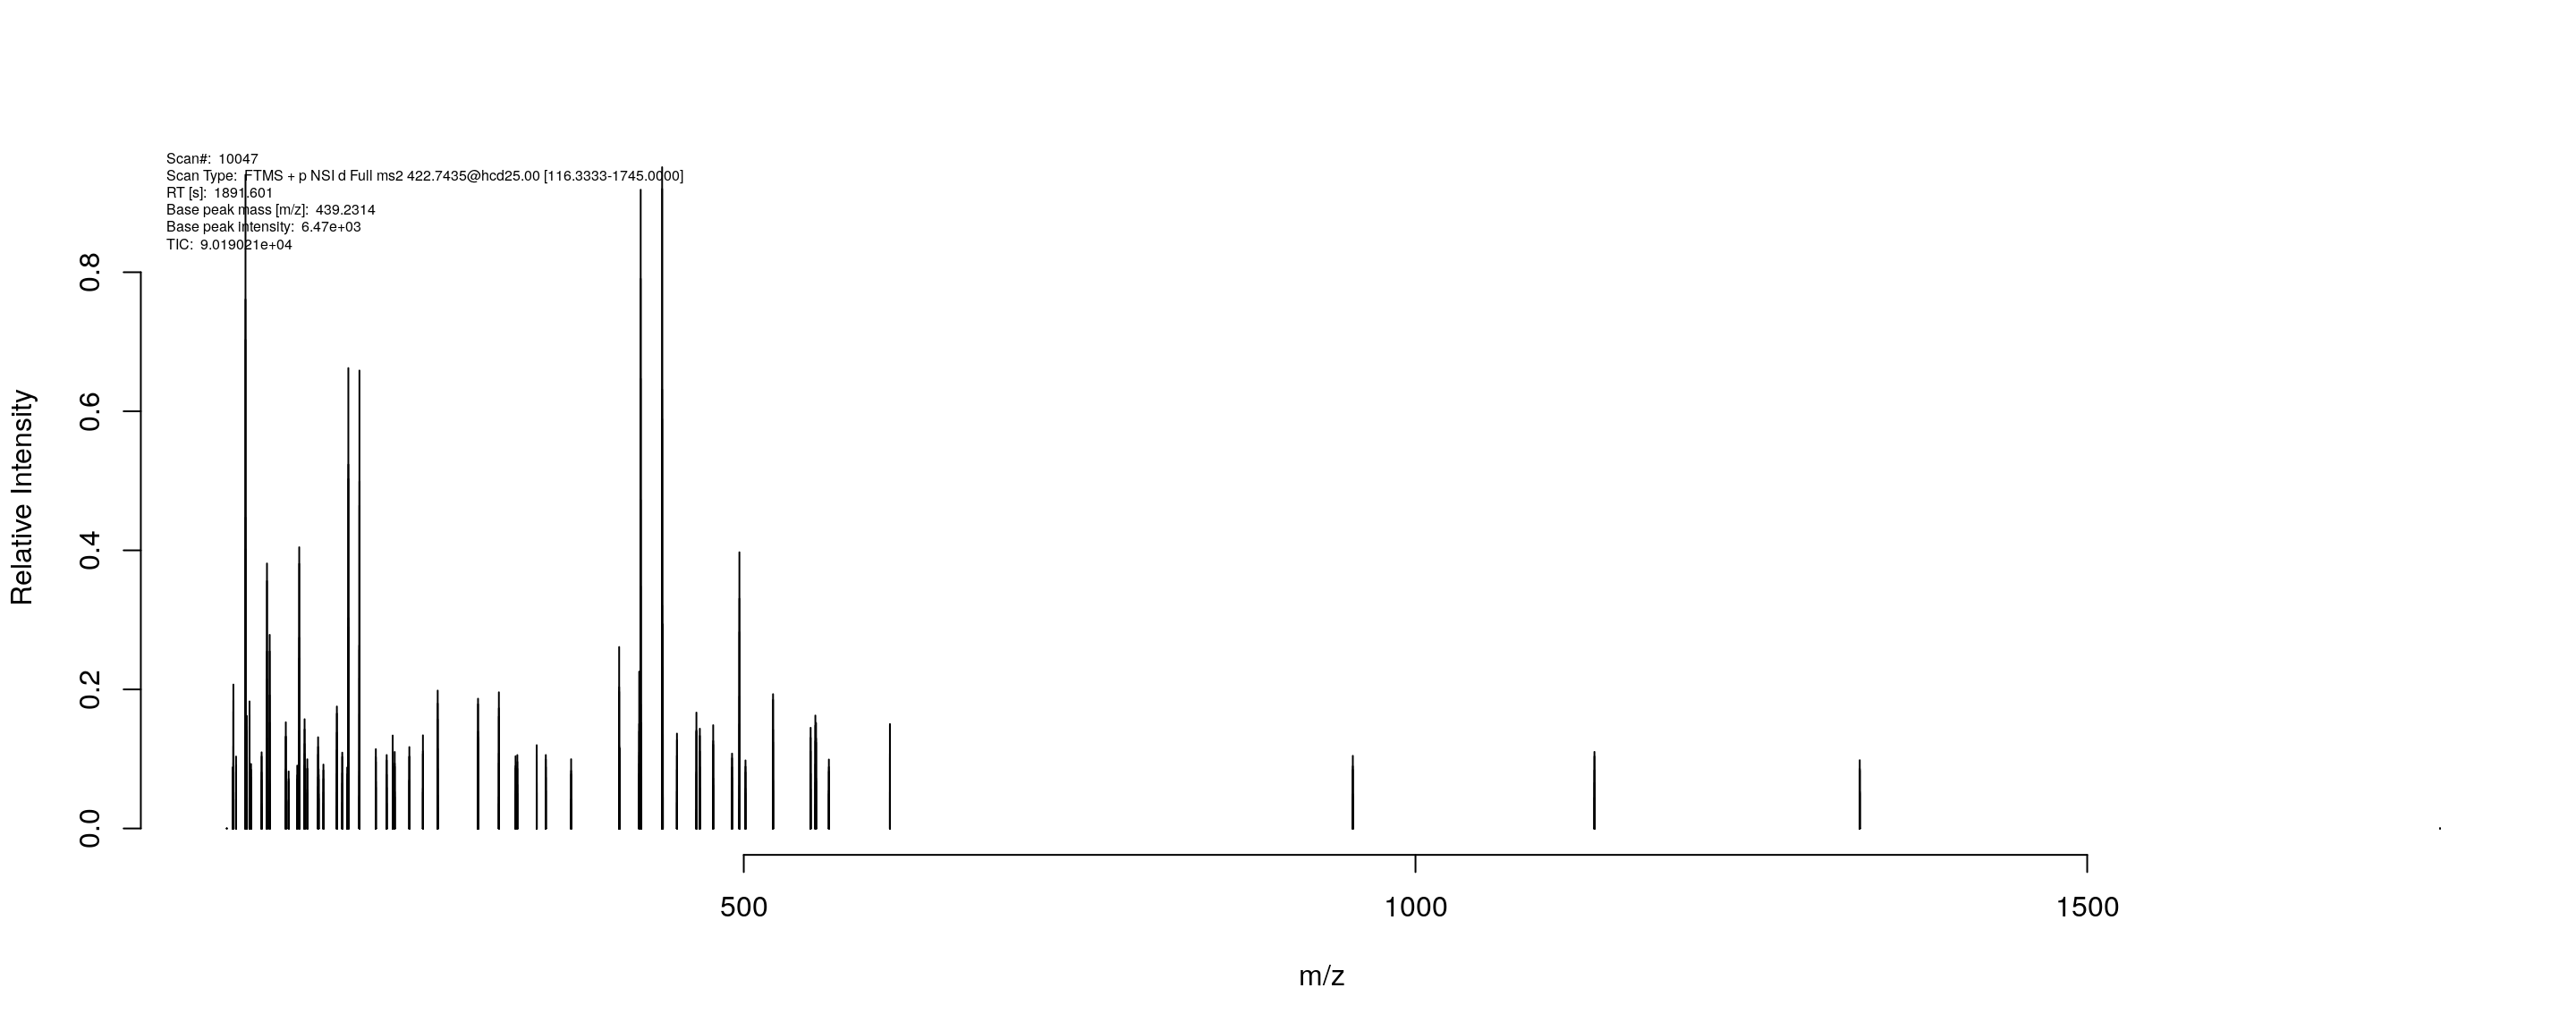 Scan#: 10047
Scan Type: FTMS + p NSI d Full ms2 422.7435@hcd25.00 [116.3333-1745.0000]
RT [s]: 1891.601
Base peak mass [m/z]: 439.2314
Base peak intensity: 6.47e+03
TIC: 9.019021e+04
Relative Intensity
0.8
0.6
0.4
0.2
0.0
500 1000 1500
m/z